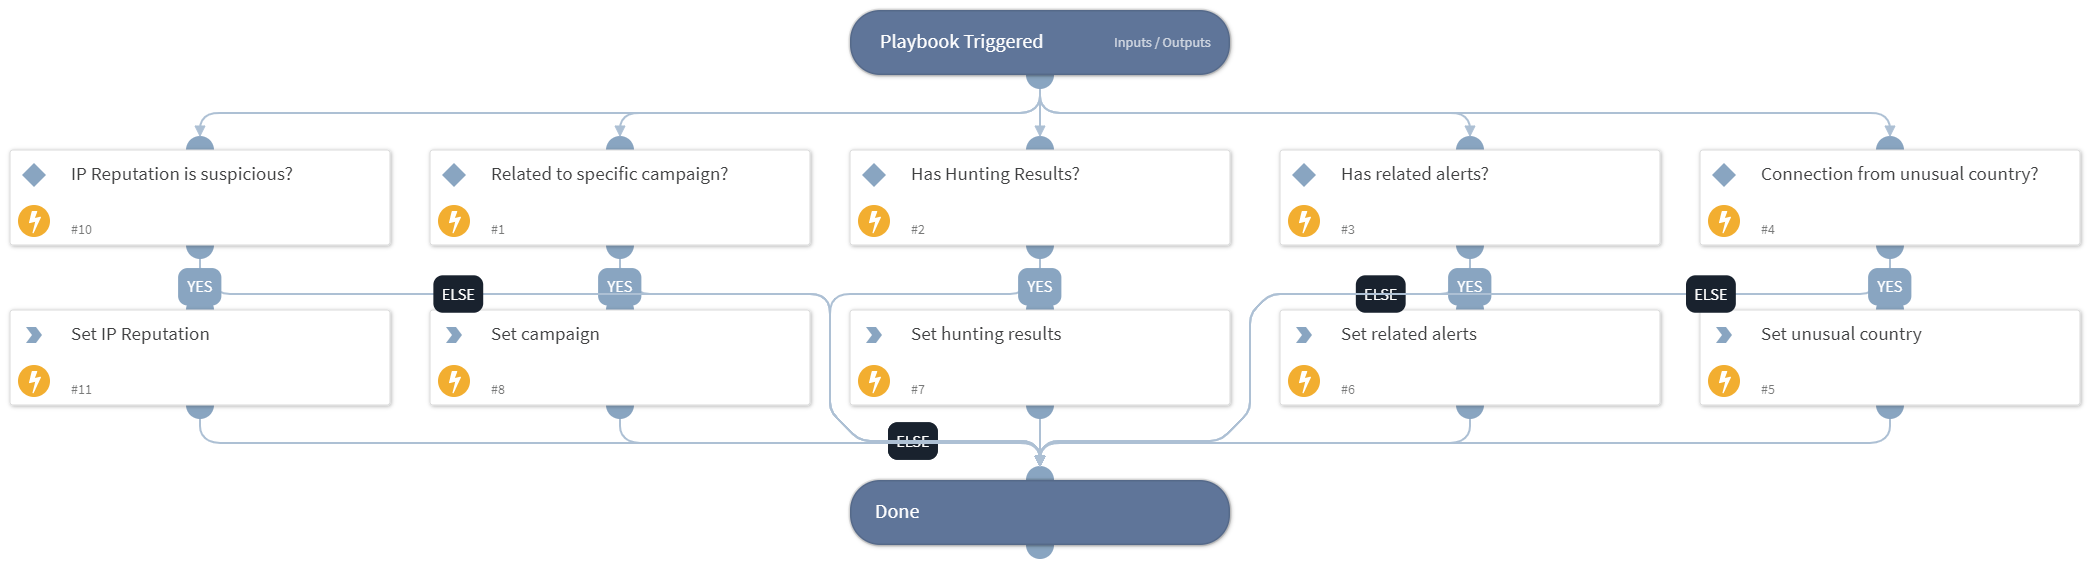 Playbook Triggered Inputs / Outputs
IP Reputation is suspicious?
#10
Related to specific campaign?
#1
Has Hunting Results?
#2
Has related alerts?
#3
Connection from unusual country?
#4
YES
ELSE
YES
YES
ELSE
YES
ELSE
YES
Set IP Reputation
#11
Set campaign
#8
Set hunting results
#7
Set related alerts
#6
Set unusual country
#5
ELSE
Done